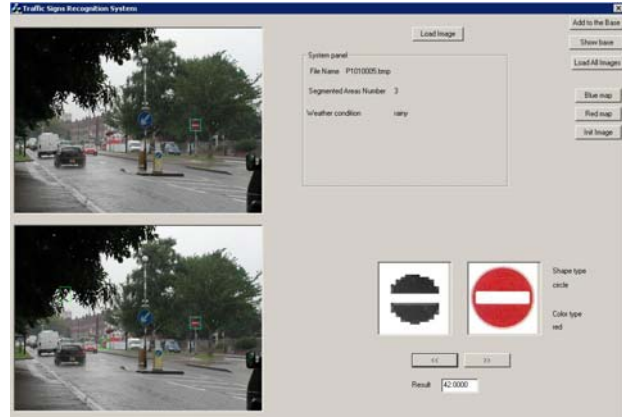 Traffic Signs Recognition System
Load Image
Add to the Base
Show base
Load All Images
System panel
File Name P1010005.bmp
Segmented Areas Number 3
Weather condition rainy
Blue map
Red map
Init Image
Shape type
circle
Color type
red
<< >>
Result 42.0000